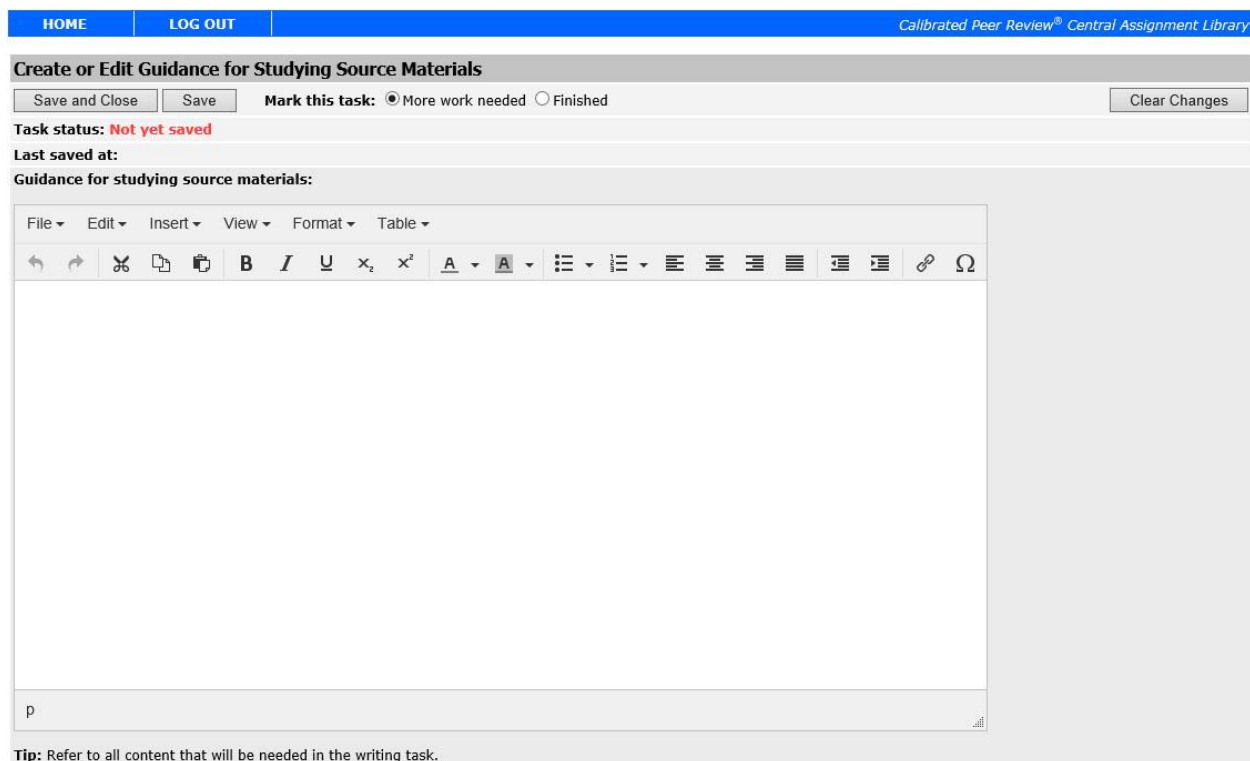 HOME LOG OUT Calibrated Peer Review® Central Assignment Library
Create or Edit Guidance for Studying Source Materials
Save and Close Save Mark this task: More work needed Finished Clear Changes
Task status: Not yet saved
Last saved at:
Guidance for studying source materials:
File Edit Insert View Format Table
B I U x₂ x² A A Ω
p
Tip: Refer to all content that will be needed in the writing task.